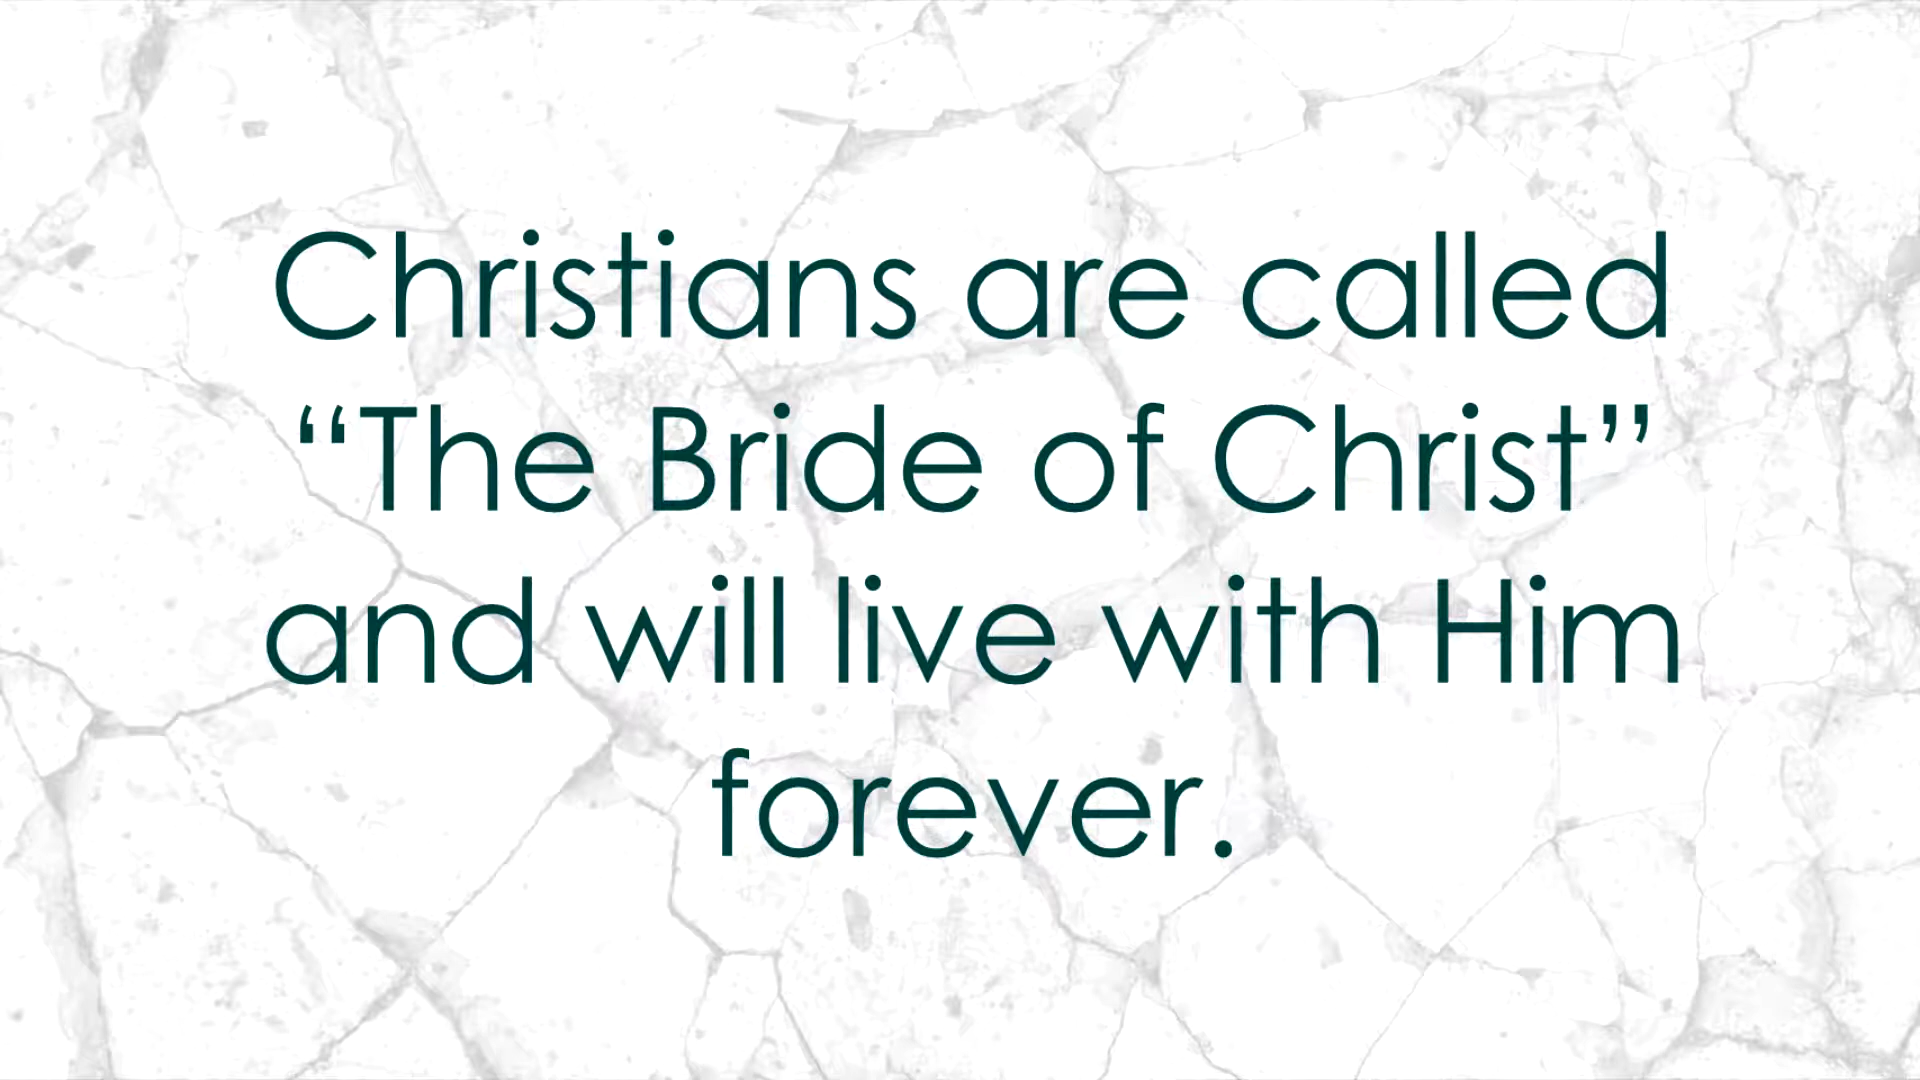 Christians are called
“The Bride of Christ”
and will live with Him
forever.